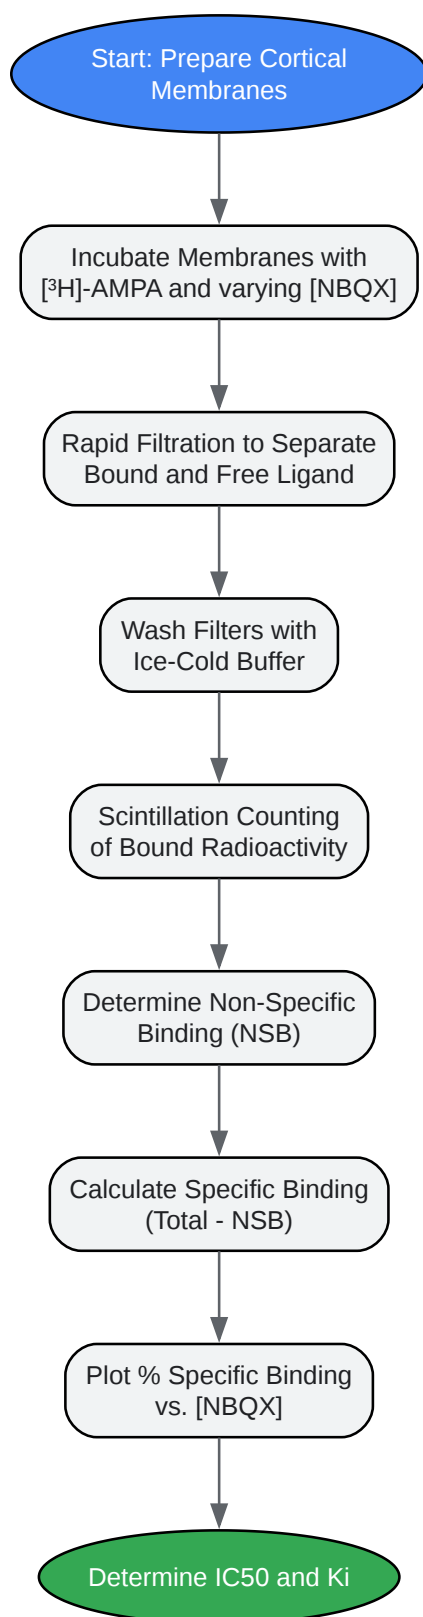 Start: Prepare Cortical
Membranes
Incubate Membranes with
[³H]-AMPA and varying [NBQX]
Rapid Filtration to Separate
Bound and Free Ligand
Wash Filters with
Ice-Cold Buffer
Scintillation Counting
of Bound Radioactivity
Determine Non-Specific
Binding (NSB)
Calculate Specific Binding
(Total - NSB)
Plot % Specific Binding
vs. [NBQX]
Determine IC50 and Ki